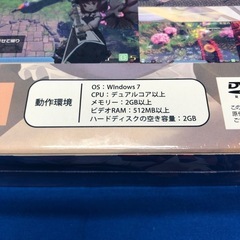 動作環境
OS：Windows 7
CPU：デュアルコア以上
メモリー：2GB以上
ビデオRAM：512MB以上
ハードディスクの空き容量：2GB